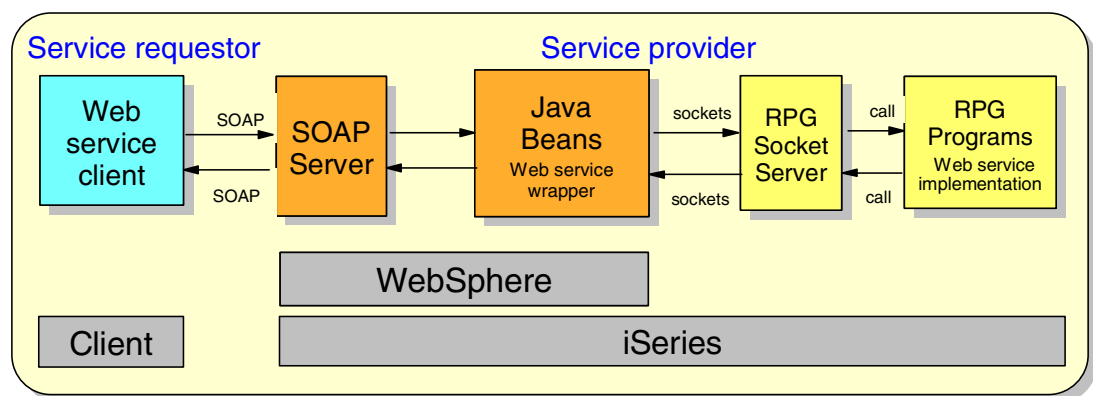 Service requestor
Service provider
Web
service
client
SOAP
SOAP
SOAP
Server
Java
Beans
Web service
wrapper
sockets
sockets
RPG
Socket
Server
call
call
RPG
Programs
Web service
implementation
WebSphere
Client
iSeries